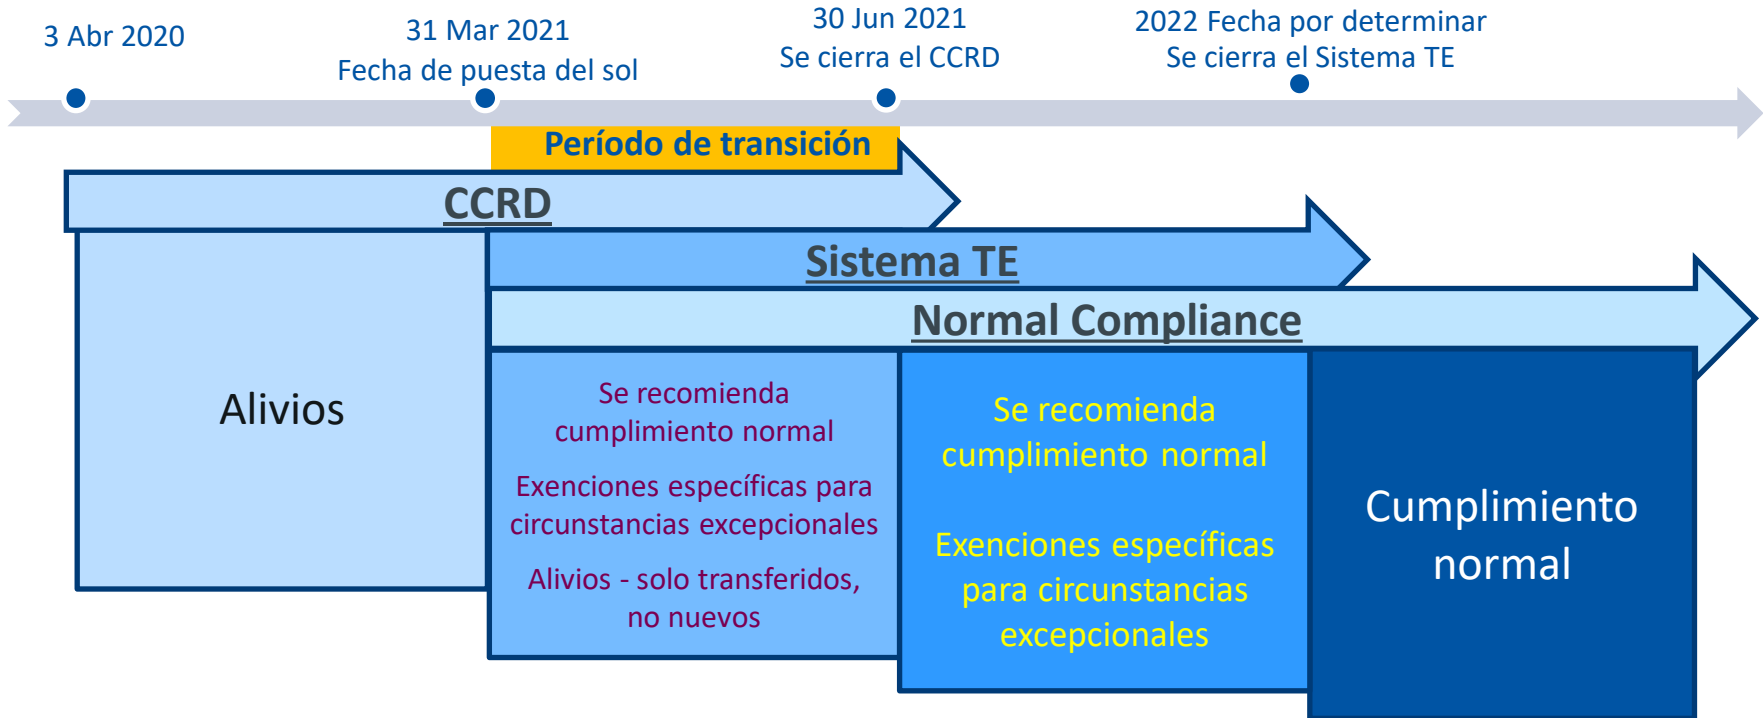 3 Abr 2020
31 Mar 2021
Fecha de puesta del sol
30 Jun 2021
Se cierra el CCRD
2022 Fecha por determinar
Se cierra el Sistema TE
Período de transición
CCRD
Sistema TE
Normal Compliance
Alivios
Se recomienda
cumplimiento normal
Exenciones específicas para
circunstancias excepcionales
Alivios - solo transferidos,
no nuevos
Se recomienda
cumplimiento normal
Exenciones específicas
para circunstancias
excepcionales
Cumplimiento
normal